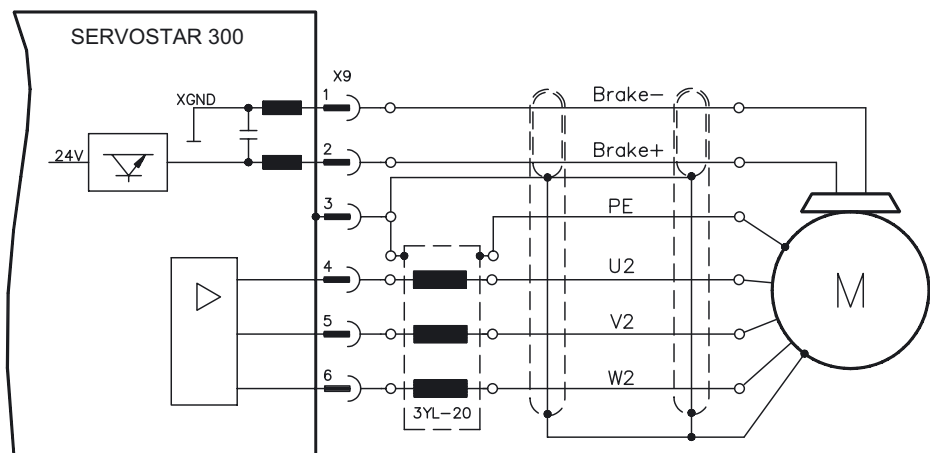 SERVOSTAR 300
X9
XGND
1
Brake-
24V
2
Brake+
3
PE
4
U2
M
5
V2
6
W2
3YL-20